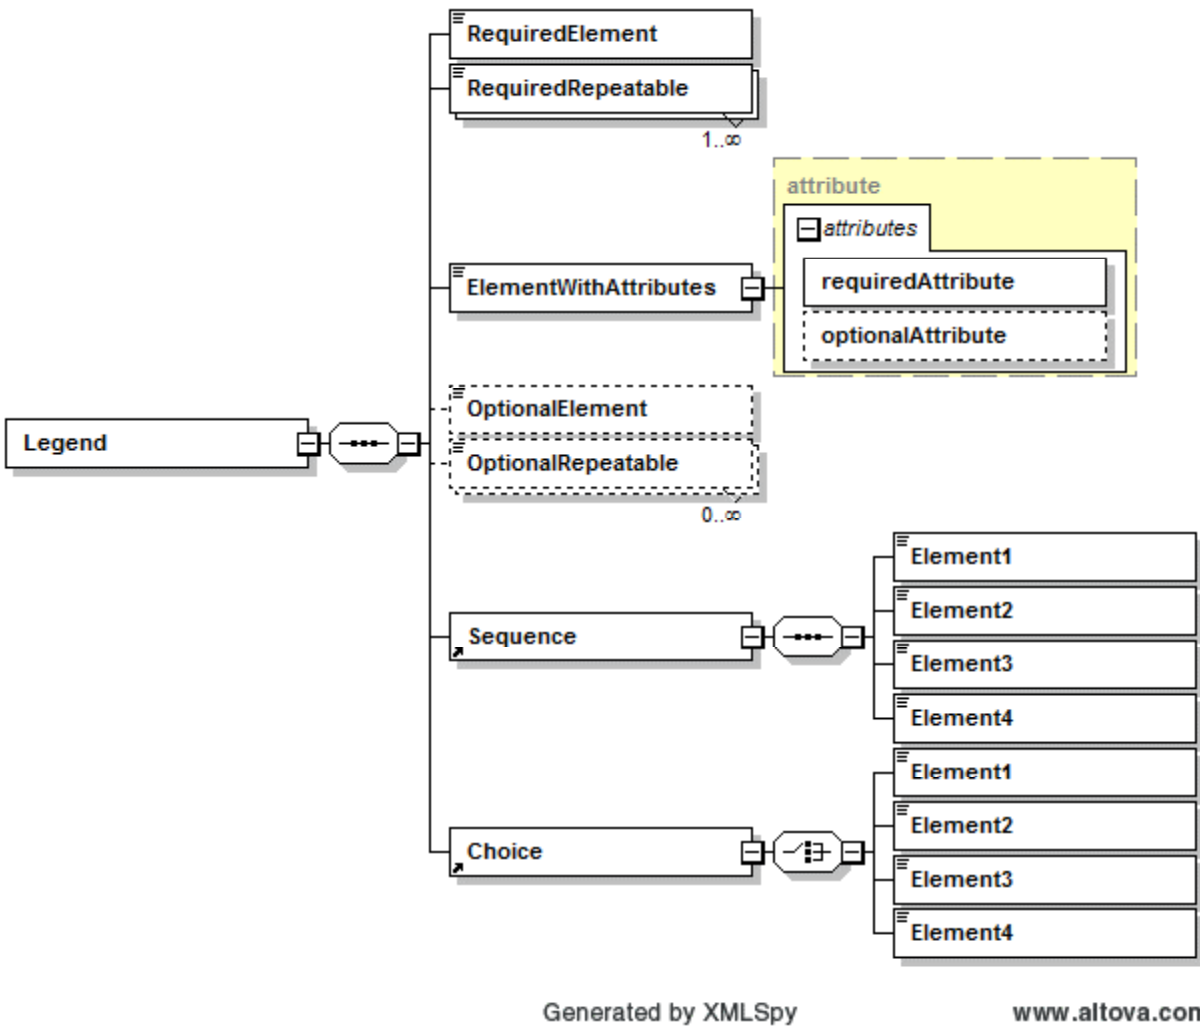 RequiredElement
RequiredRepeatable
1..∞
attribute
attributes
ElementWithAttributes
requiredAttribute
optionalAttribute
OptionalElement
Legend
OptionalRepeatable
0..∞
Element1
Element2
Sequence
Element3
Element4
Element1
Element2
Choice
Element3
Element4
Generated by XMLSpy
www.altova.con